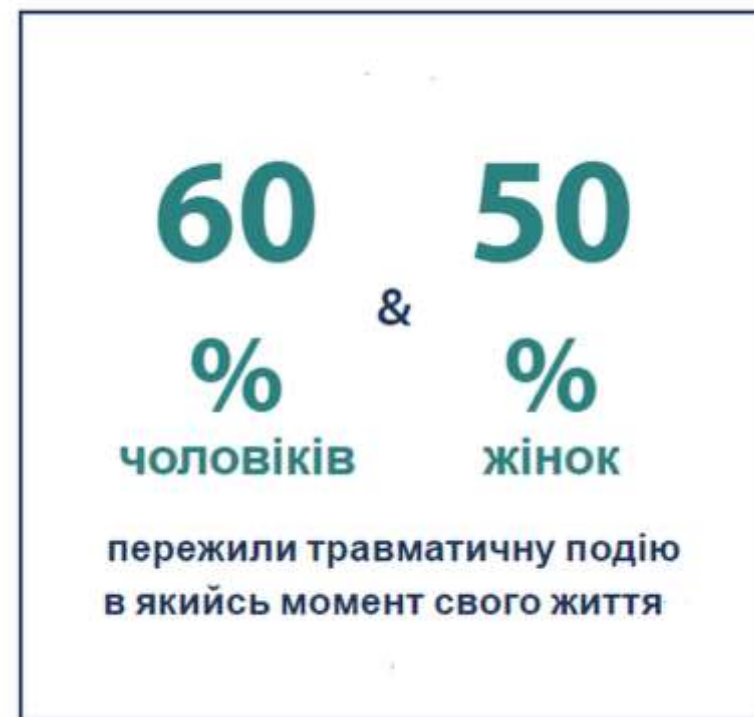 60 50
&
% %
чоловіків жінок
пережили травматичну подію
в якийсь момент свого життя